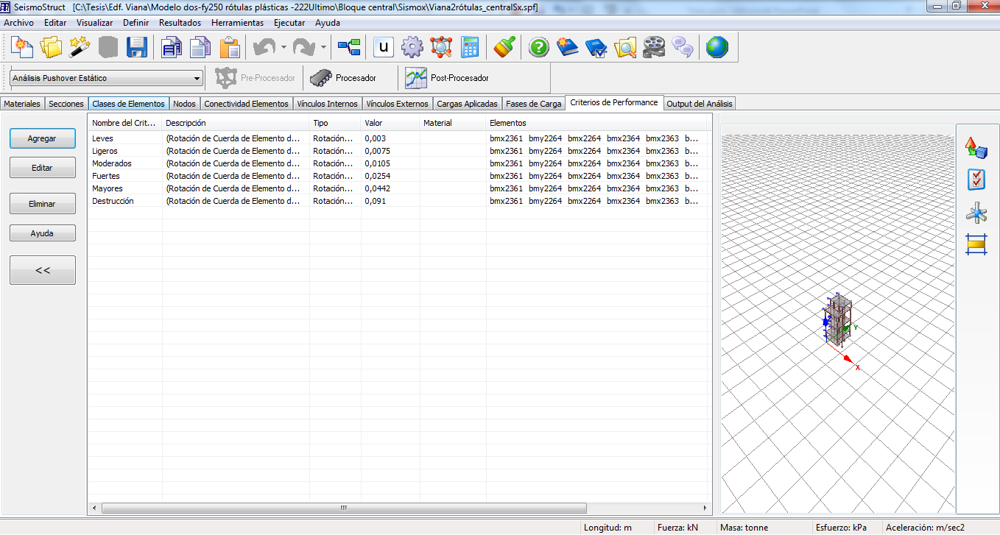 SeismoStruct [C:\Tesis\Edf. Viana\Modelo dos-fy250 rótulas plásticas -222Ultimo\Bloque central\Sismox\Viana2rótulas_centralSx.spf]
Archivo Editar Visualizar Definir Resultados Herramientas Ejecutar Ayuda
u ?
Análisis Pushover Estático Pre-Procesador Procesador Post-Procesador
Materiales Secciones Clases de Elementos Nodos Conectividad Elementos Vínculos Internos Vínculos Externos Cargas Aplicadas Fases de Carga Criterios de Performance Output del Análisis
Agregar
Editar
Eliminar
Ayuda
<<
Nombre del Crit... Descripción Tipo Valor Material Elementos
Leves (Rotación de Cuerda de Elemento d... Rotación... 0,003 bmx2361 bmy2264 bmx2264 bmx2364 bmx2363 b...
Ligeros (Rotación de Cuerda de Elemento d... Rotación... 0,0075 bmx2361 bmy2264 bmx2264 bmx2364 bmx2363 b...
Moderados (Rotación de Cuerda de Elemento d... Rotación... 0,0105 bmx2361 bmy2264 bmx2264 bmx2364 bmx2363 b...
Fuertes (Rotación de Cuerda de Elemento d... Rotación... 0,0254 bmx2361 bmy2264 bmx2264 bmx2364 bmx2363 b...
Mayores (Rotación de Cuerda de Elemento d... Rotación... 0,0442 bmx2361 bmy2264 bmx2264 bmx2364 bmx2363 b...
Destrucción (Rotación de Cuerda de Elemento d... Rotación... 0,091 bmx2361 bmy2264 bmx2264 bmx2364 bmx2363 b...
Z
Y
X
Longitud: m Fuerza: kN Masa: tonne Esfuerzo: kPa Aceleración: m/sec2